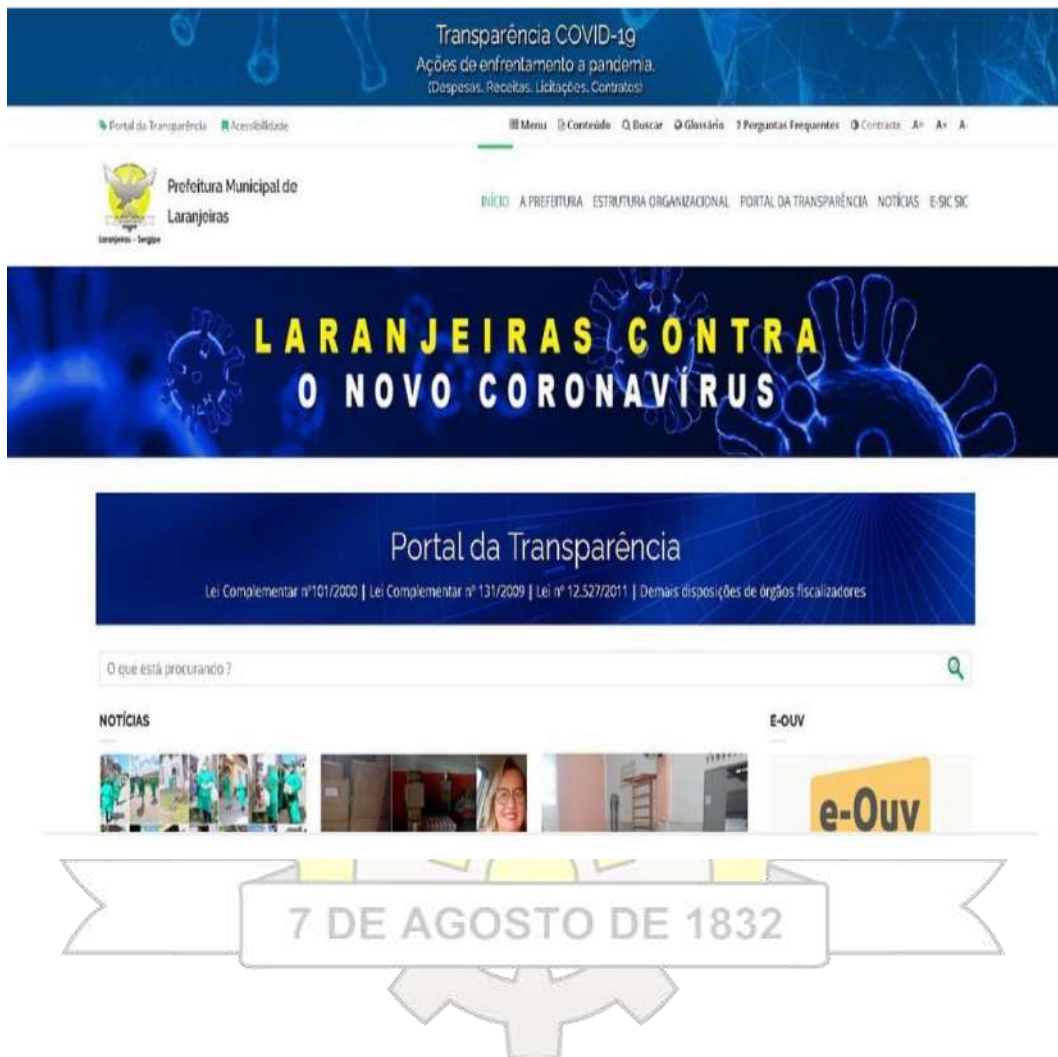 Transparência COVID-19
Ações de enfrentamento a pandemia.
(Despesas. Receitas. Licitações. Contratos)
Portal da Transparência Acessibilidade
Menu Conteúdo Buscar Glossário ? Perguntas Frequentes Contraste A= A+ A-
Prefeitura Municipal de
Laranjeiras
Laranjeiras - Sergipe
INÍCIO A PREFEITURA ESTRUTURA ORGANIZACIONAL PORTAL DA TRANSPARÊNCIA NOTÍCIAS E-SIC SIC
LARANJEIRAS CONTRA
O NOVO CORONAVÍRUS
Portal da Transparência
Lei Complementar nº101/2000 | Lei Complementar nº 131/2009 | Lei nº 12.527/2011 | Demais disposições de órgãos fiscalizadores
O que está procurando ?
NOTÍCIAS
E-OUV
e-Ouv
7 DE AGOSTO DE 1832